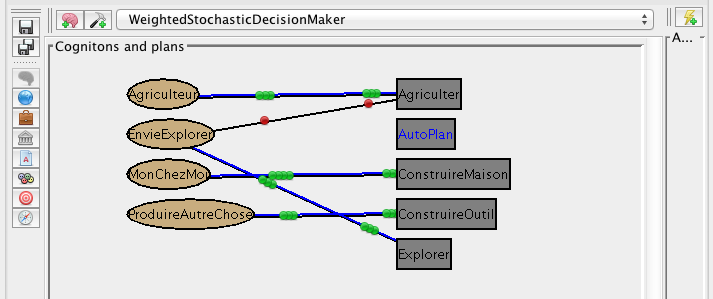 WeightedStochasticDecisionMaker
Cognitons and plans
A...
Agriculteur
Agriculter
EnvieExplorer
AutoPlan
MonChezMoi
ConstruireMaison
ProduireAutreChose
ConstruireOutil
Explorer